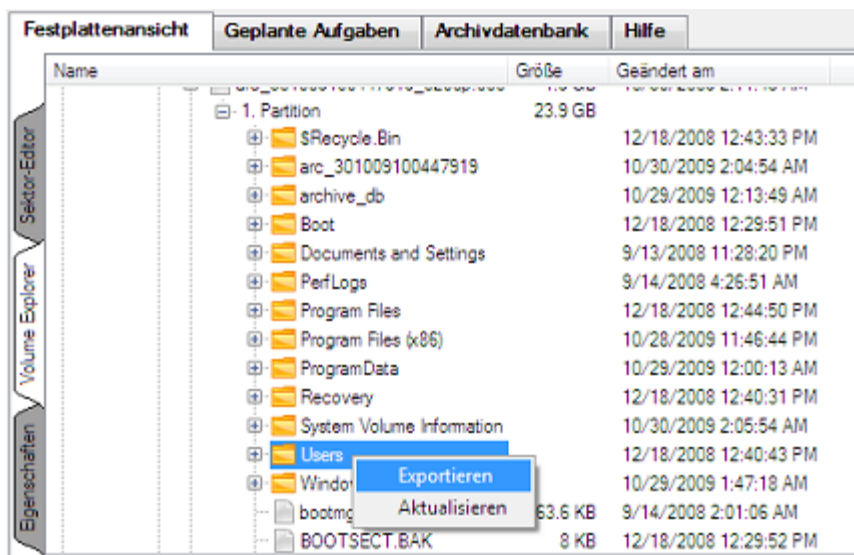 Festplattenansicht Geplante Aufgaben Archivdatenbank Hilfe
Name Größe Geändert am
1. Partition 23.9 GB
$Recycle.Bin 12/18/2008 12:43:33 PM
arc_301009100447919 10/30/2009 2:04:54 AM
archive_db 10/29/2009 12:13:49 AM
Boot 12/18/2008 12:29:51 PM
Documents and Settings 9/13/2008 11:28:20 PM
PerfLogs 9/14/2008 4:26:51 AM
Program Files 12/18/2008 12:44:50 PM
Program Files (x86) 10/28/2009 11:46:44 PM
ProgramData 10/29/2009 12:00:13 AM
Recovery 12/18/2008 12:40:31 PM
System Volume Information 10/30/2009 2:05:54 AM
Users 12/18/2008 12:40:43 PM
Windo 10/29/2009 1:47:18 AM
bootmg 63.6 KB 9/14/2008 2:01:06 AM
BOOTSECT.BAK 8 KB 12/18/2008 12:29:52 PM
Exportieren
Aktualisieren
Sektor-Editor
Volume Explorer
Eigenschaften